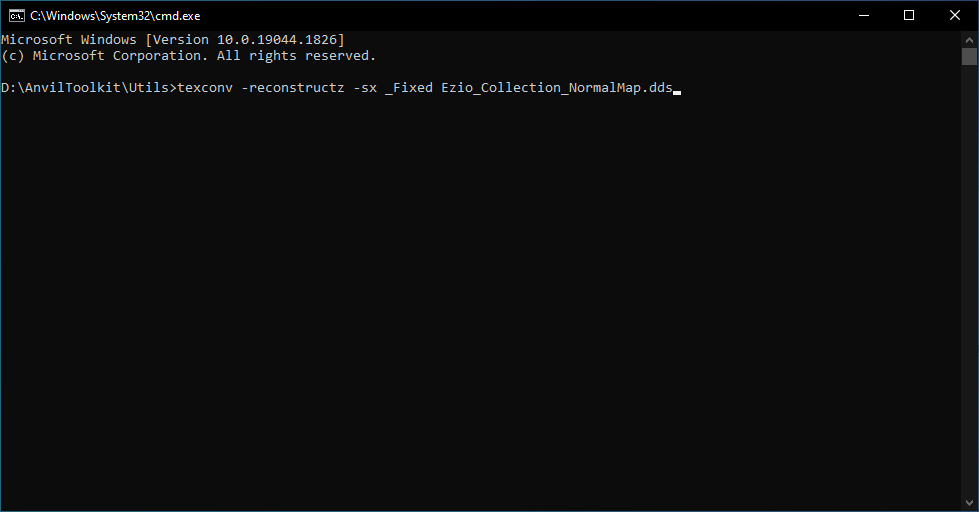 C:\Windows\System32\cmd.exe
Microsoft Windows [Version 10.0.19044.1826]
(c) Microsoft Corporation. All rights reserved.
D:\AnvilToolkit\Utils>texconv -reconstructz -sx _Fixed Ezio_Collection_NormalMap.dds